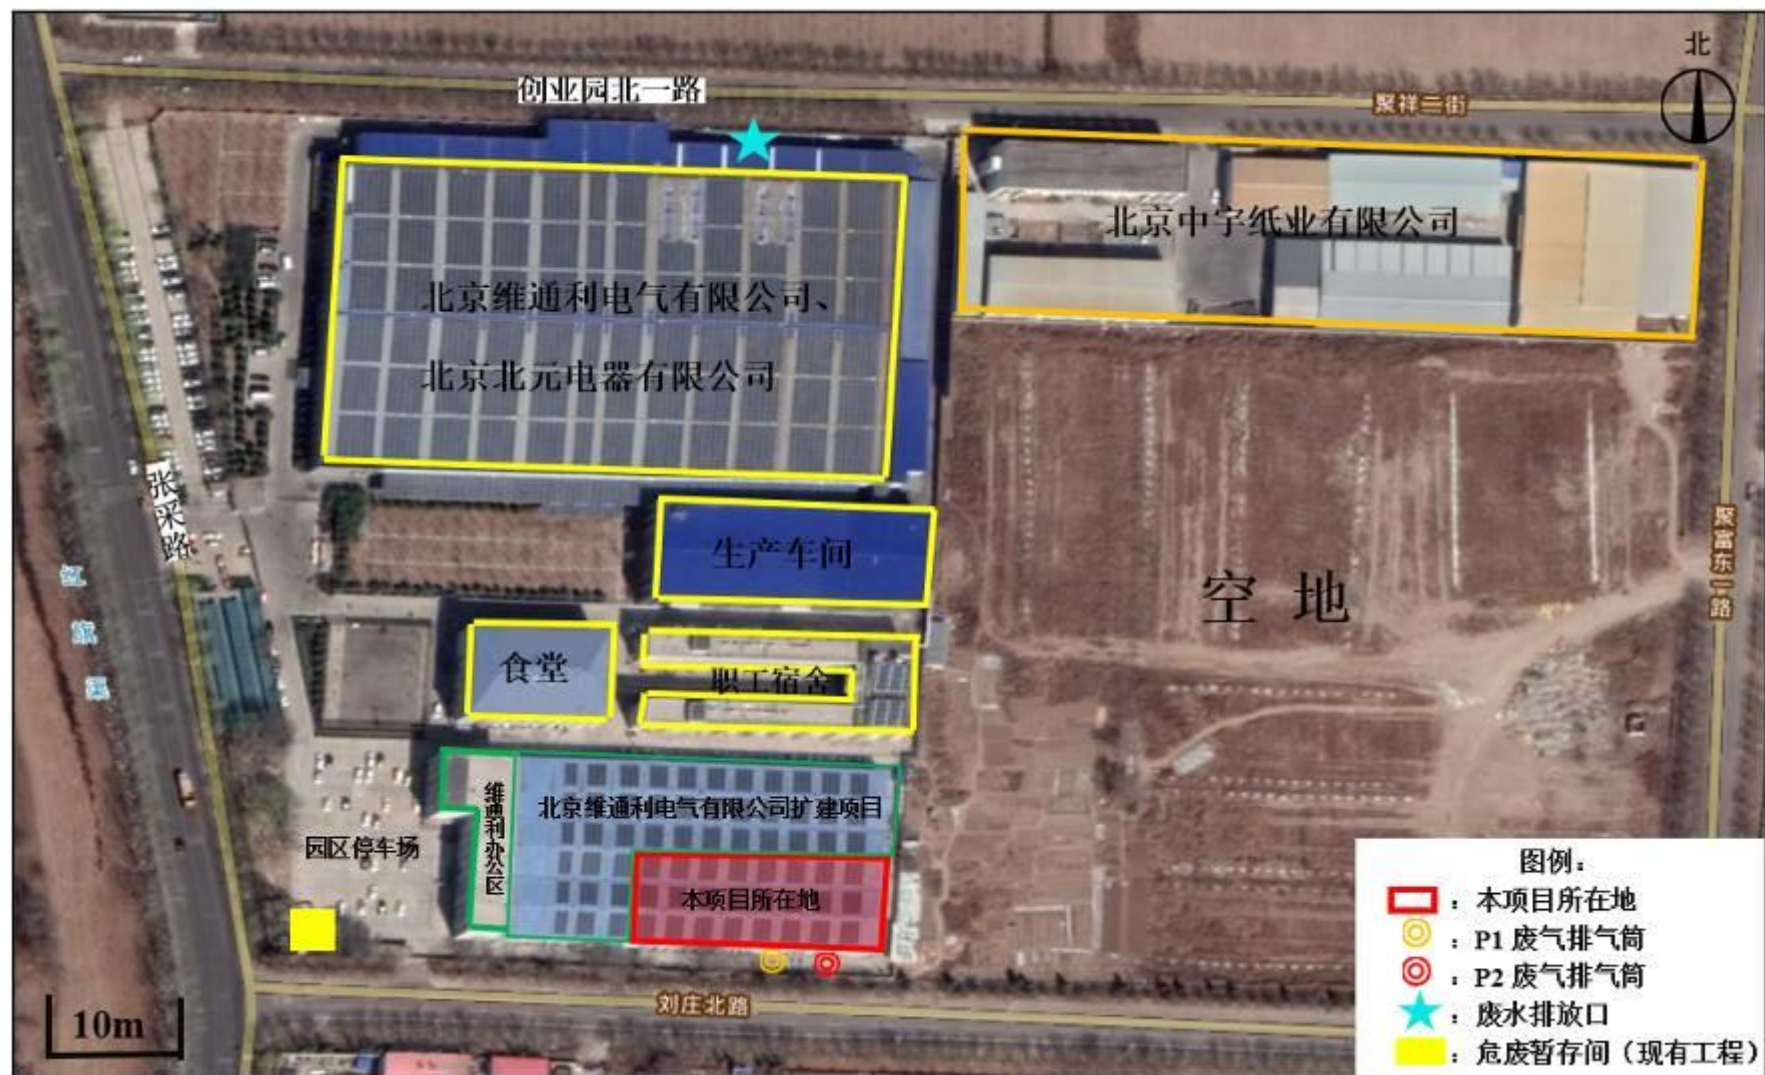 北
创业园北一路
聚祥二街
北京中宇纸业有限公司
北京维通利电气有限公司、
北京北元电器有限公司
张采路
生产车间
聚富东一路
红旗渠
空 地
食堂
职工宿舍
维通利办公区
北京维通利电气有限公司扩建项目
园区停车场
本项目所在地
图例：
：本项目所在地
：P1 废气排气筒
：P2 废气排气筒
：废水排放口
：危废暂存间（现有工程）
刘庄北路
10m